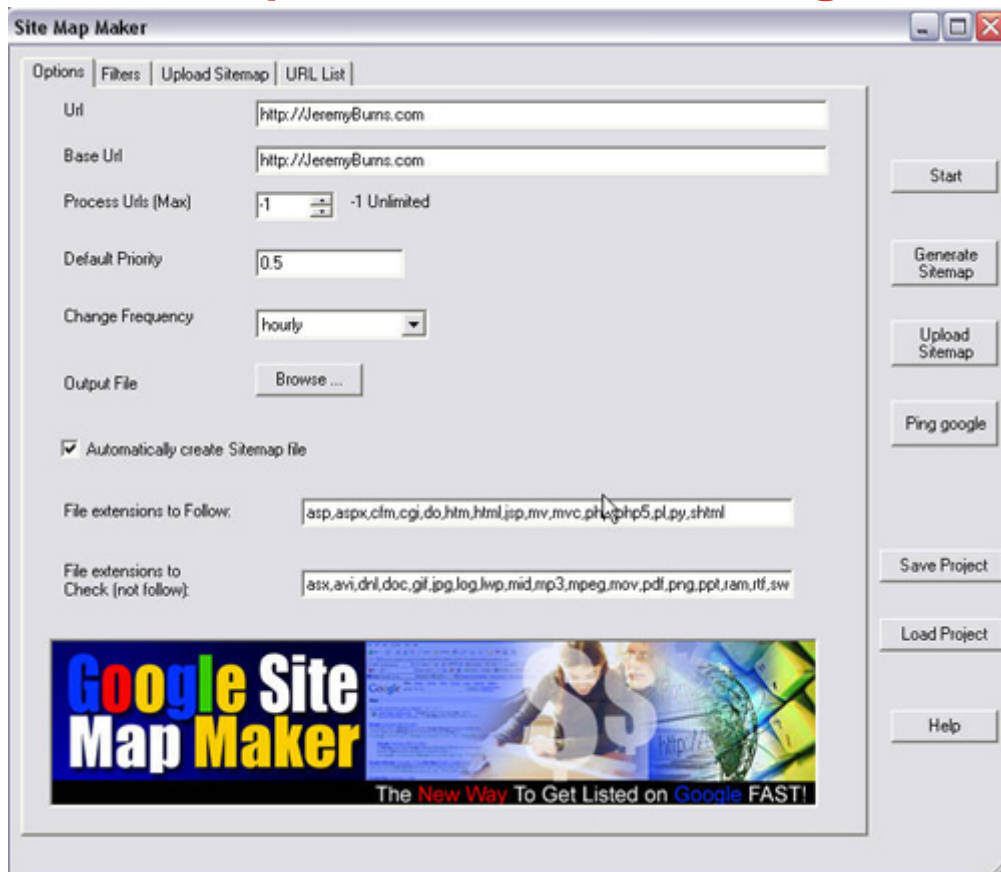 Site Map Maker
Options Filters Upload Sitemap URL List
Url http://JeremyBurns.com
Base Url http://JeremyBurns.com
Start
Process Urls (Max) -1 -1 Unlimited
Default Priority 0.5
Generate
Sitemap
Change Frequency hourly
Upload
Sitemap
Output File Browse ...
Ping google
Automatically create Sitemap file
File extensions to Follow: asp,aspx,cfm,cgi,do,htm,html,jsp,mv,mvc,php5,pl,py,shtml
File extensions to
Check (not follow): asx,avi,dnl,doc,gif,jpg,log,lwp,mid,mp3,mpeg,mov,pdf,png,ppt,ram,rtf,sw
Save Project
Load Project
Help
Google Site
Map Maker
The New Way To Get Listed on Google FAST!